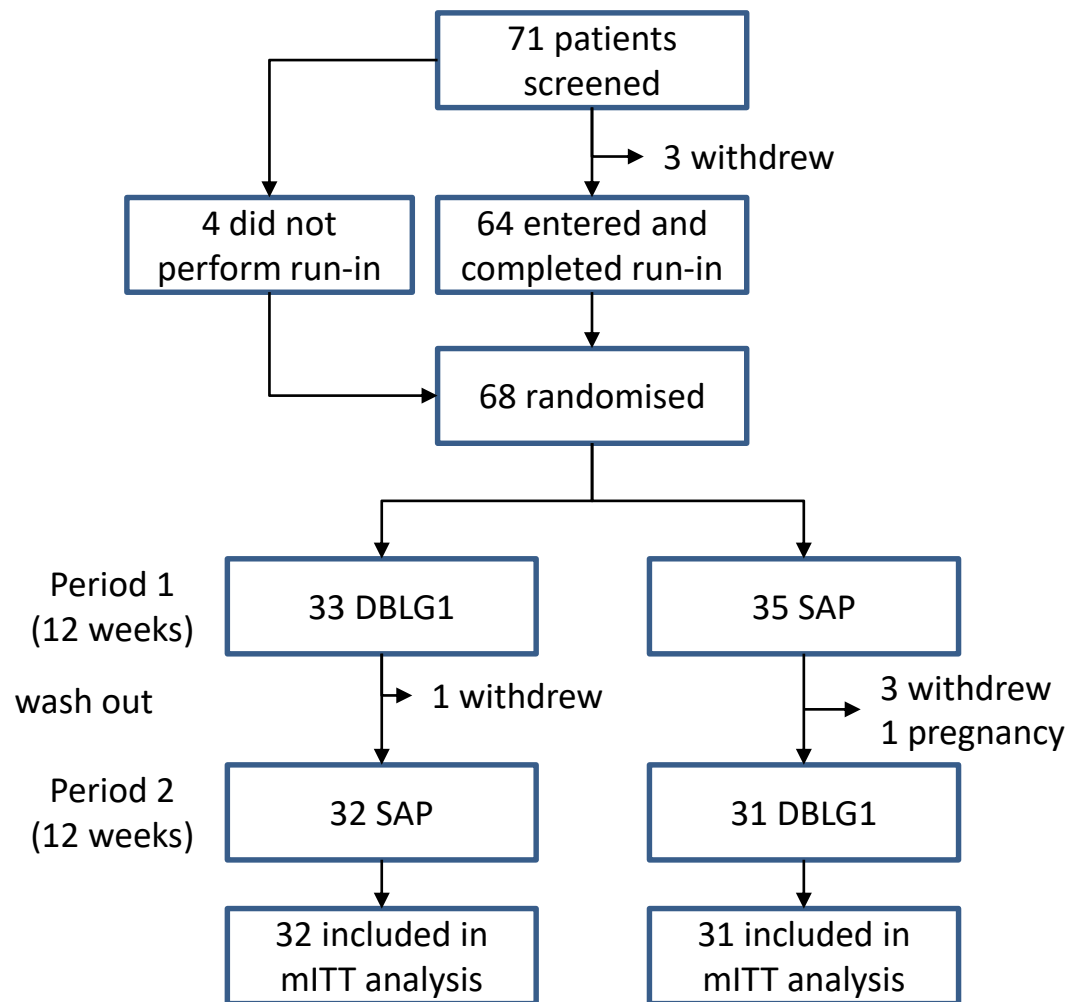 71 patients
screened
3 withdrew
4 did not
perform run-in
64 entered and
completed run-in
68 randomised
Period 1
(12 weeks)
33 DBLG1
35 SAP
wash out
1 withdrew
3 withdrew
1 pregnancy
Period 2
(12 weeks)
32 SAP
31 DBLG1
32 included in
mITT analysis
31 included in
mITT analysis